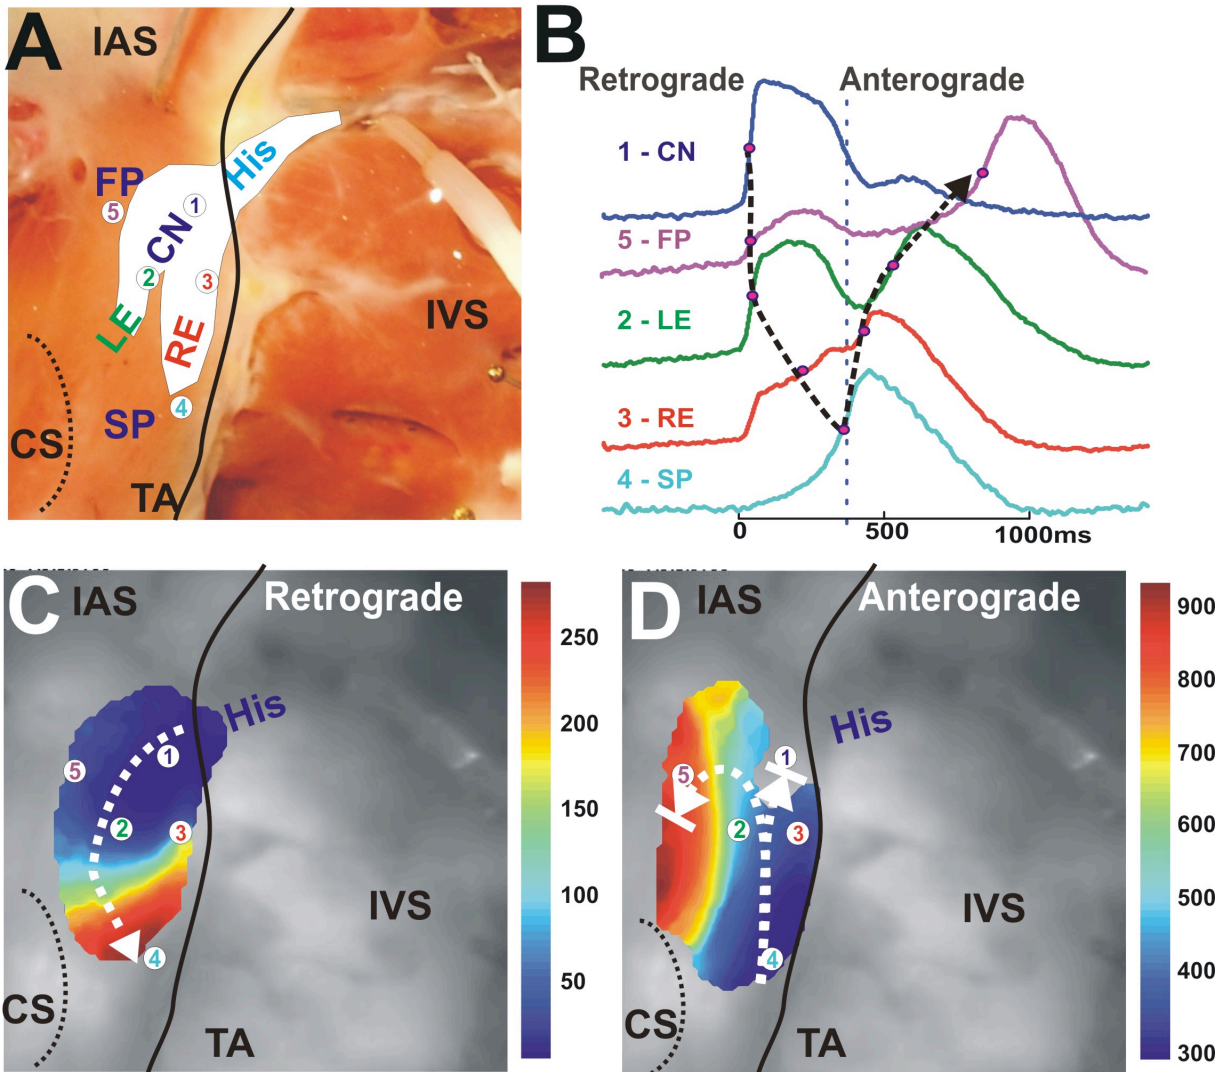 A
IAS
FP
5
CN
1
His
2
3
LE
RE
IVS
SP
4
CS
TA
B
Retrograde
Anterograde
1 - CN
5 - FP
2 - LE
3 - RE
4 - SP
0
500
1000ms
C
IAS
Retrograde
His
1
5
2
3
4
IVS
CS
TA
250
200
150
100
50
D
IAS
Anterograde
His
1
5
2
3
4
IVS
CS
TA
900
800
700
600
500
400
300